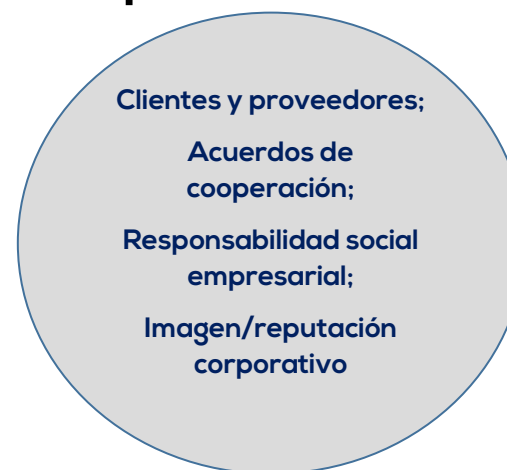 Clientes y proveedores;
Acuerdos de
cooperación;
Responsabilidad social
empresarial;
Imagen/reputación
corporativo